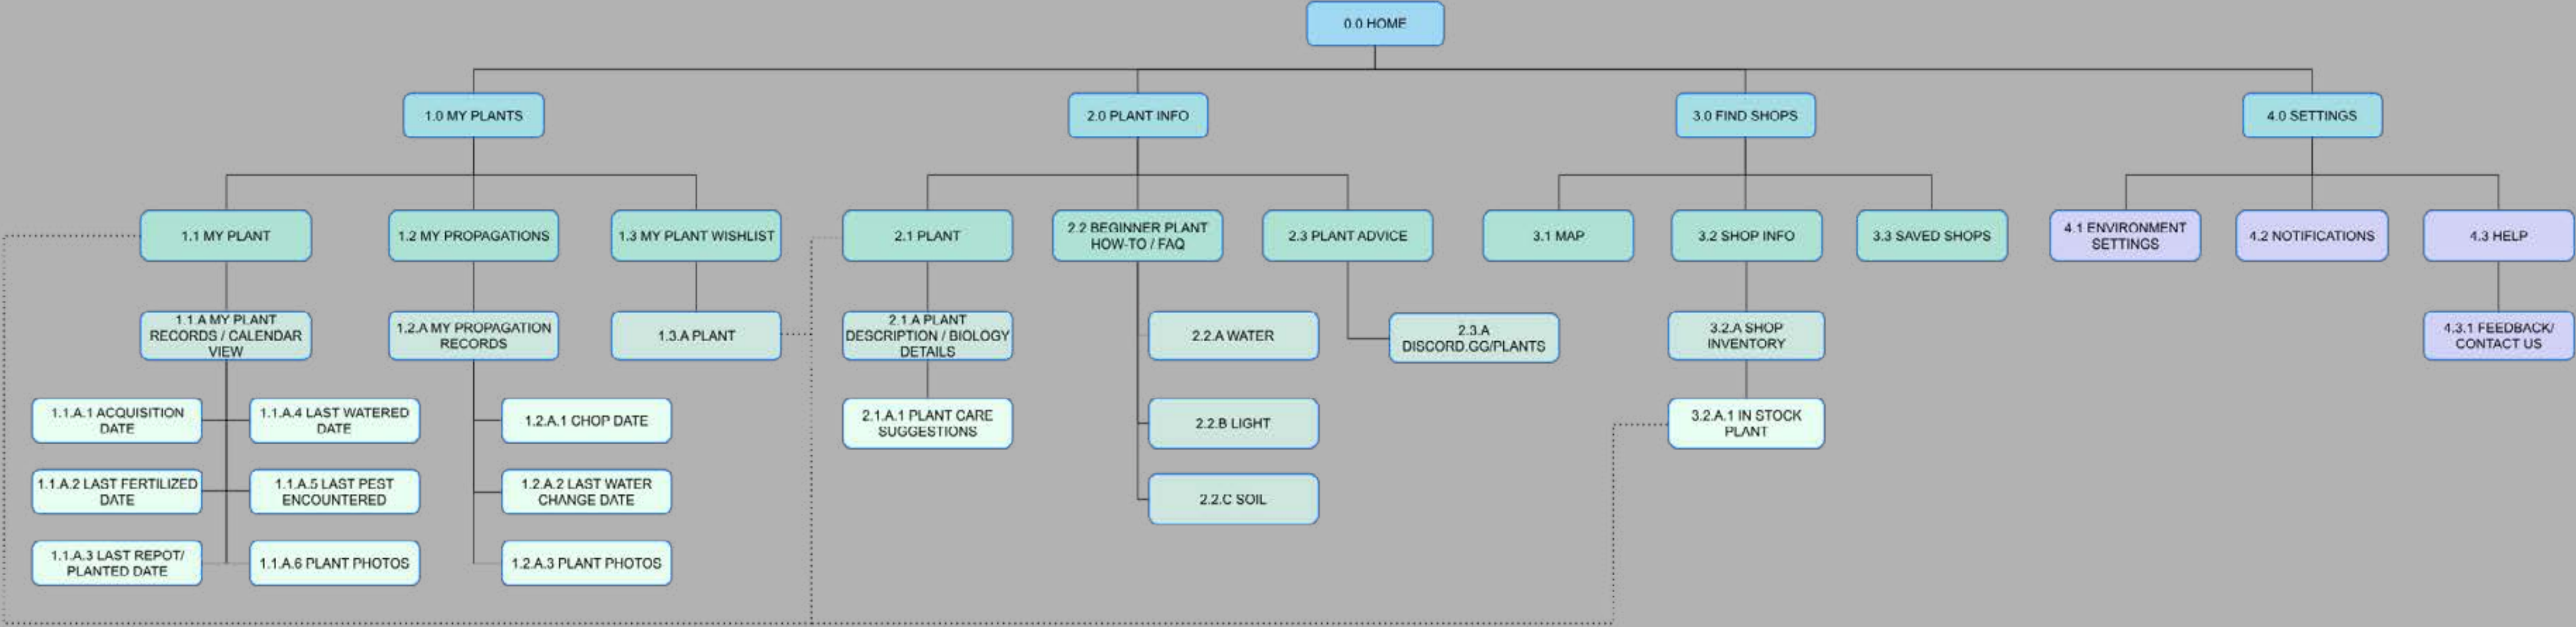 0.0 HOME
1.0 MY PLANTS
2.0 PLANT INFO
3.0 FIND SHOPS
4.0 SETTINGS
1.1 MY PLANT
1.2 MY PROPAGATIONS
1.3 MY PLANT WISHLIST
2.1 PLANT
2.2 BEGINNER PLANT
HOW-TO / FAQ
2.3 PLANT ADVICE
3.1 MAP
3.2 SHOP INFO
3.3 SAVED SHOPS
4.1 ENVIRONMENT
SETTINGS
4.2 NOTIFICATIONS
4.3 HELP
1.1.A MY PLANT
RECORDS / CALENDAR
VIEW
1.2.A MY PROPAGATION
RECORDS
1.3.A PLANT
2.1.A PLANT
DESCRIPTION / BIOLOGY
DETAILS
2.2.A WATER
2.3.A
DISCORD.GG/PLANTS
3.2.A SHOP
INVENTORY
4.3.1 FEEDBACK/
CONTACT US
1.1.A.1 ACQUISITION
DATE
1.1.A.4 LAST WATERED
DATE
1.2.A.1 CHOP DATE
2.1.A.1 PLANT CARE
SUGGESTIONS
2.2.B LIGHT
3.2.A.1 IN STOCK
PLANT
1.1.A.2 LAST FERTILIZED
DATE
1.1.A.5 LAST PEST
ENCOUNTERED
1.2.A.2 LAST WATER
CHANGE DATE
2.2.C SOIL
1.1.A.3 LAST REPOT/
PLANTED DATE
1.1.A.6 PLANT PHOTOS
1.2.A.3 PLANT PHOTOS